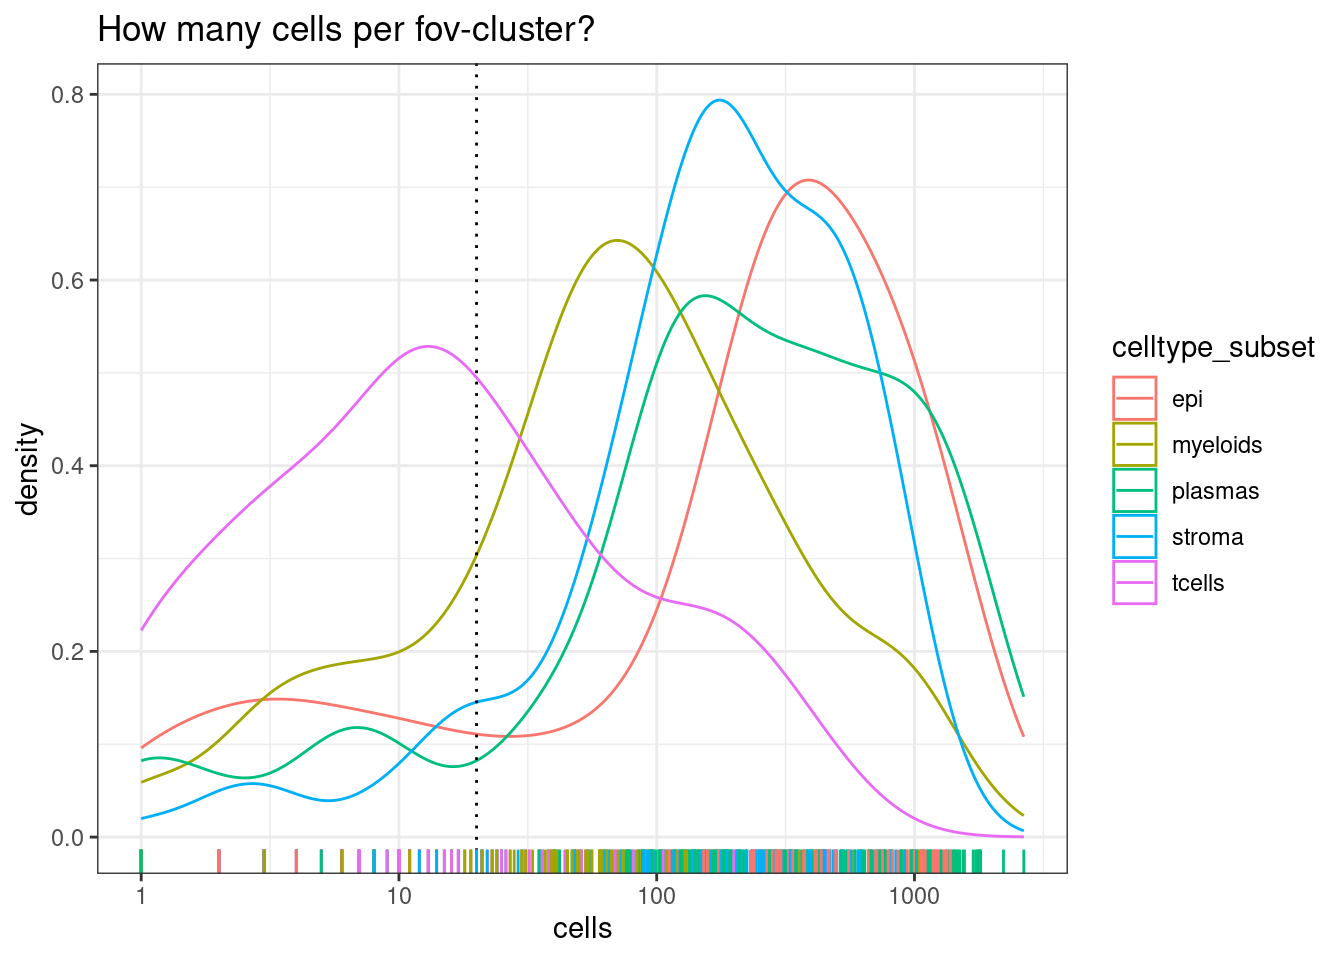 How many cells per fov-cluster?
0.8
0.6
0.4
0.2
0.0
density
1 10 100 1000
cells
celltype_subset
epi
myeloids
plasmas
stroma
tcells